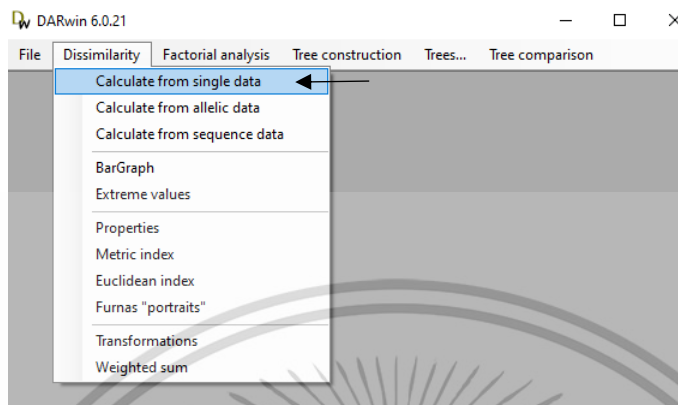 DARwin 6.0.21
File Dissimilarity Factorial analysis Tree construction Trees... Tree comparison
Calculate from single data
Calculate from allelic data
Calculate from sequence data
BarGraph
Extreme values
Properties
Metric index
Euclidean index
Furnas "portraits"
Transformations
Weighted sum